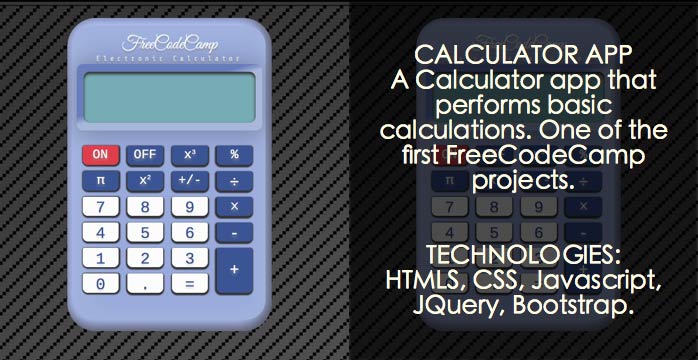 FreeCodeCamp
Electronic Calculator
ON OFF x³ %
π x² +/- ÷
7 8 9 x
4 5 6 -
1 2 3 +
0 . =
CALCULATOR APP
A Calculator app that
performs basic
calculations. One of the
first FreeCodeCamp
projects.
TECHNOLOGIES:
HTMLS, CSS, Javascript,
JQuery, Bootstrap.